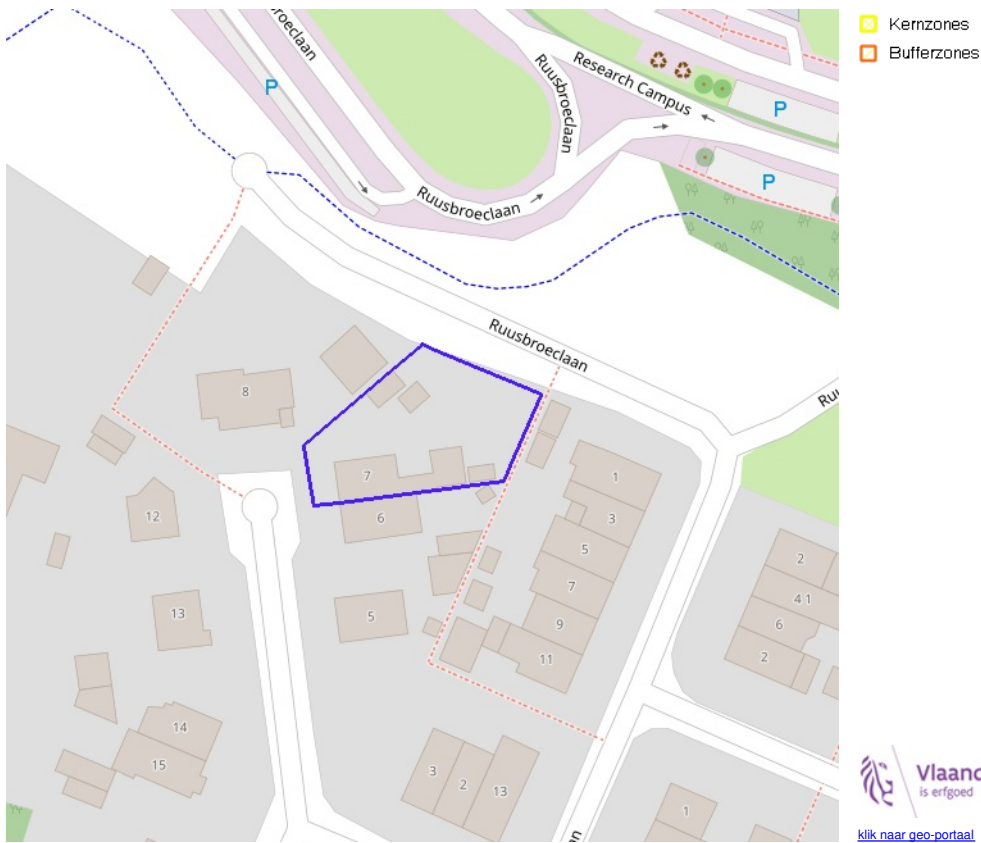 Kernzones
Bufferzones
Ruusbroeclaan
P
Ruusbroeclaan
Research Campus
P
P
Ruusbroeclaan
Ruusbroeclaan
Ruu
8
7
6
5
12
13
14
15
1
3
5
7
9
11
2
4 1
6
2
3
2
13
1
an
Vlaand
is erfgoed
klik naar geo-portaal